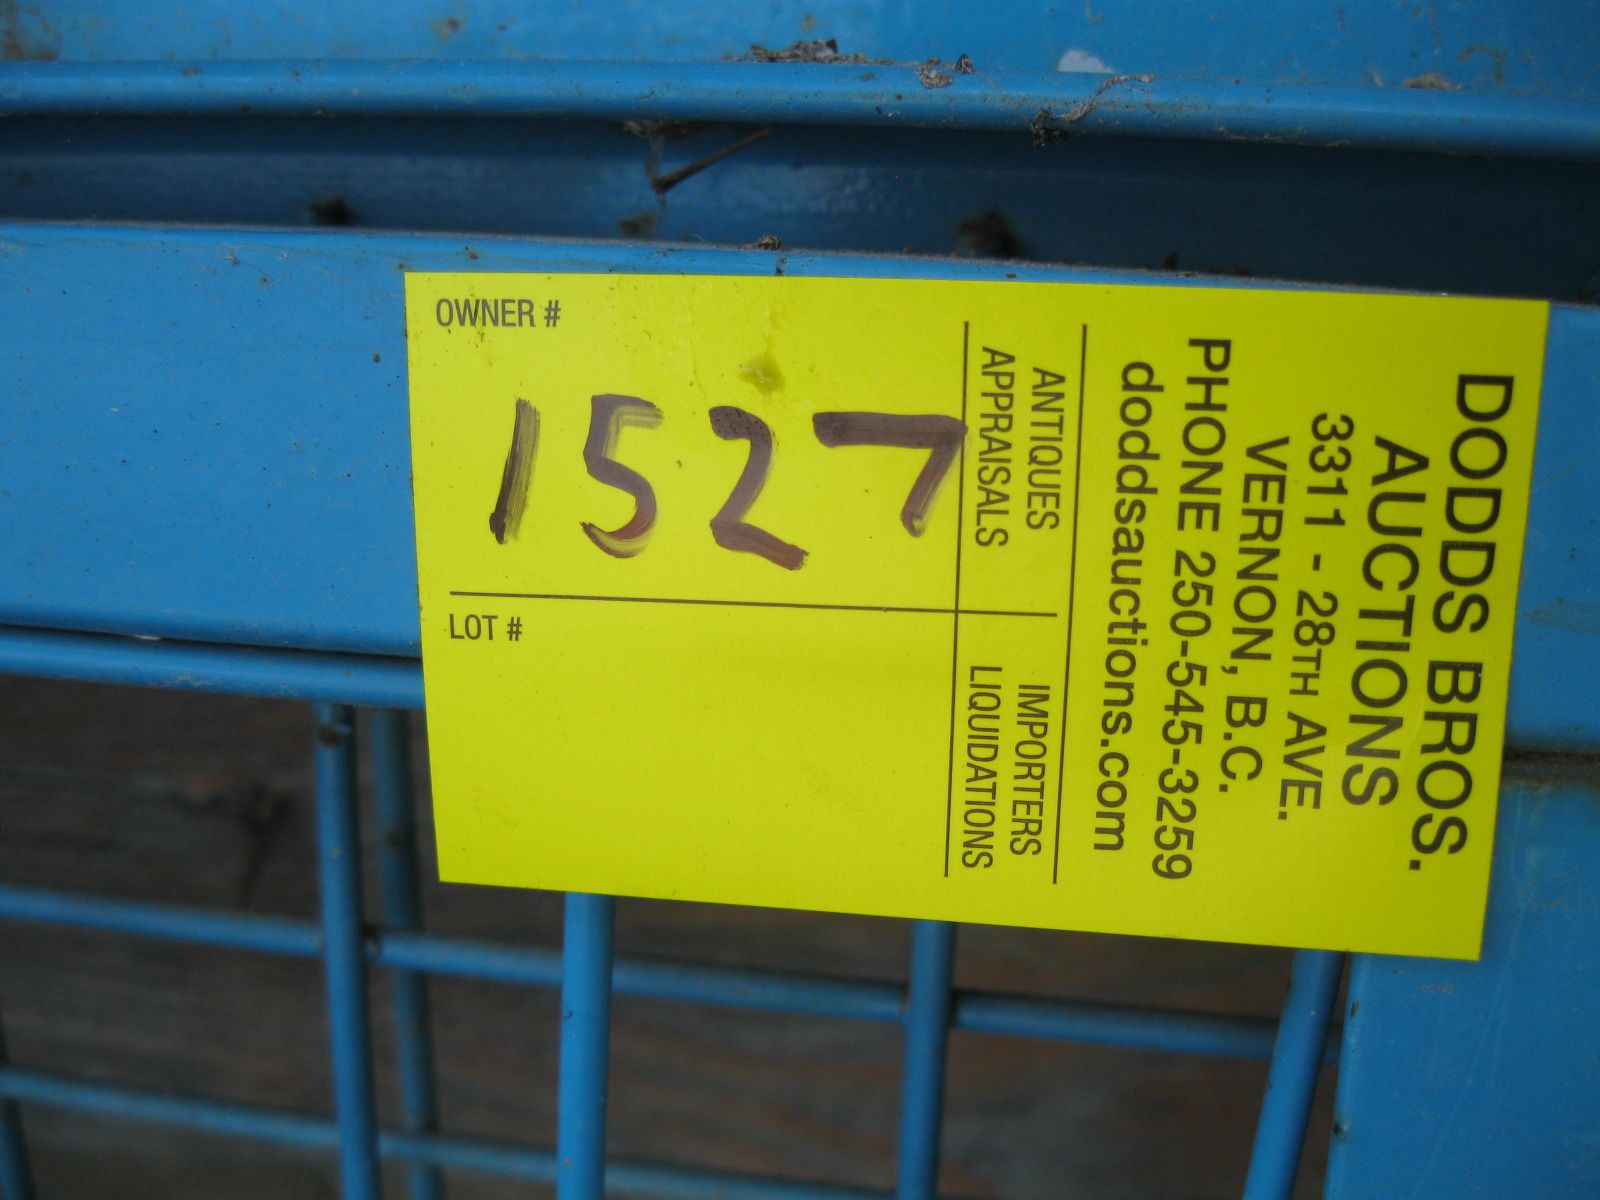 OWNER #
1527
LOT #
ANTIQUES
APPRAISALS
IMPORTERS
LIQUIDATIONS
DODDS BROS.
AUCTIONS
3311 - 28TH AVE.
VERNON, B.C.
PHONE 250-545-3259
doddsauctions.com